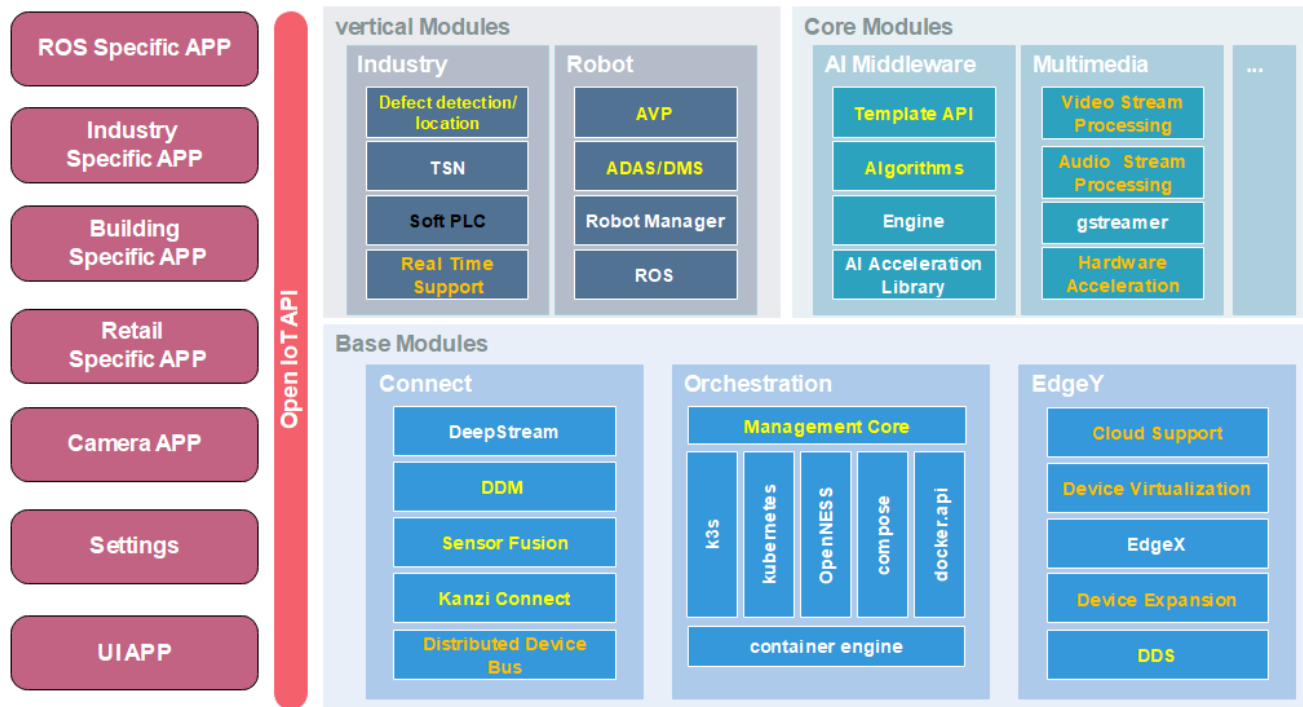 ROS Specific APP
Industry
Specific APP
Building
Specific APP
Retail
Specific APP
Camera APP
Settings
UI APP
Open IoT API
vertical Modules
Industry
Defect detection/
location
TSN
Soft PLC
Real Time
Support
Robot
AVP
ADAS/DMS
Robot Manager
ROS
Core Modules
AI Middleware
Template API
Algorithms
Engine
AI Acceleration
Library
Multimedia
Video Stream
Processing
Audio Stream
Processing
gstreamer
Hardware
Acceleration
...
Base Modules
Connect
DeepStream
DDM
Sensor Fusion
Kanzi Connect
Distributed Device
Bus
Orchestration
Management Core
k3s
kubernetes
OpenNESS
compose
docker.api
container engine
EdgeY
Cloud Support
Device Virtualization
EdgeX
Device Expansion
DDS